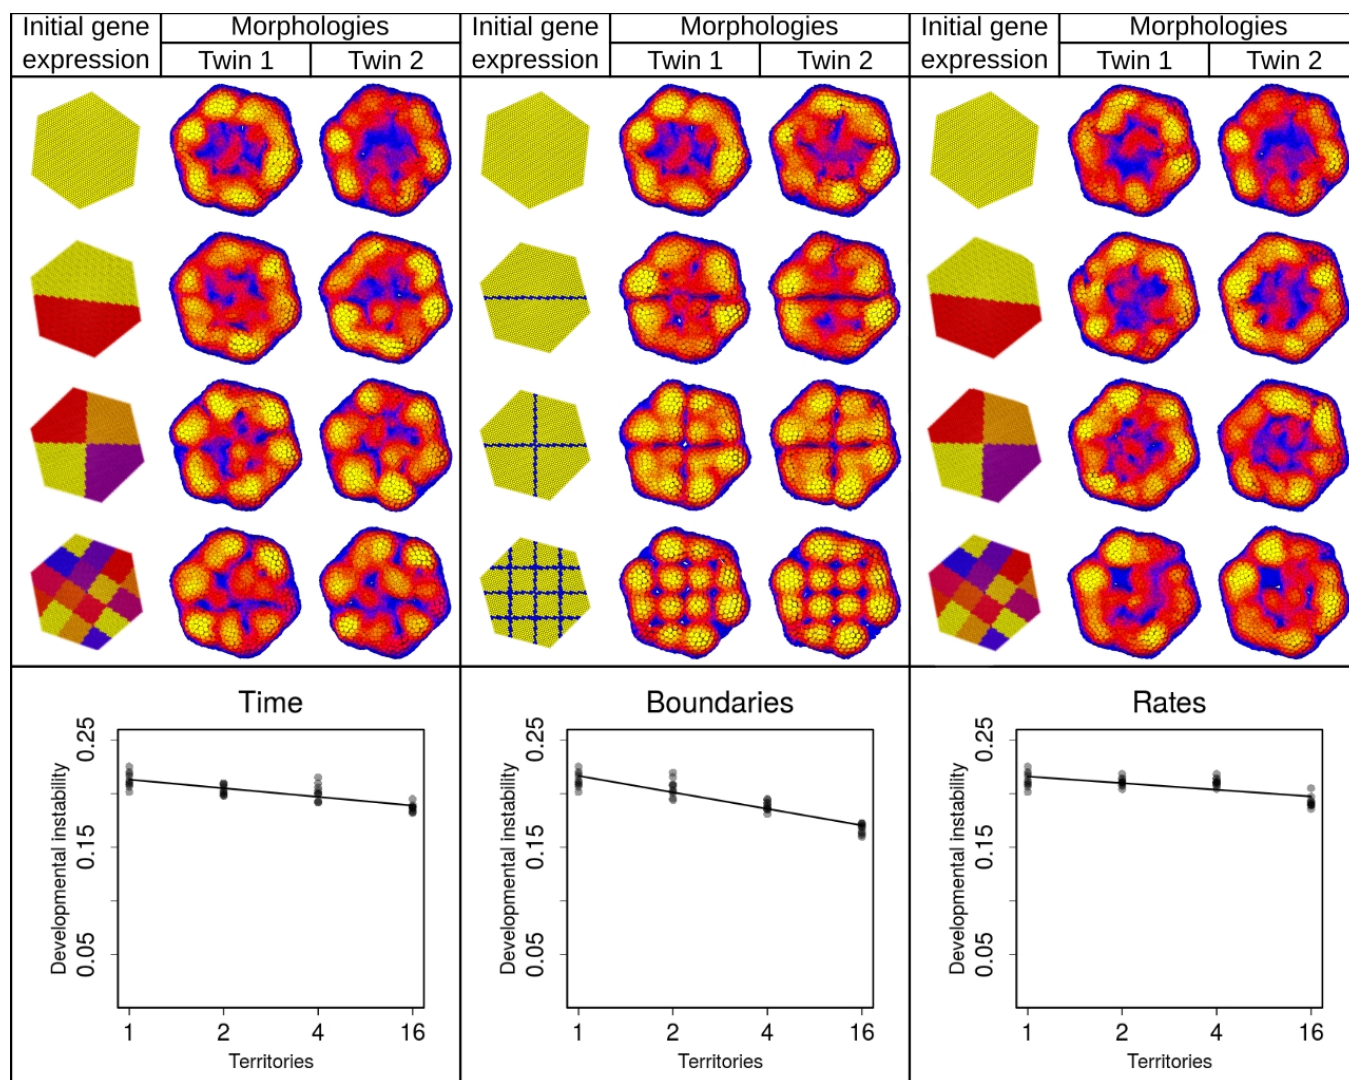 Initial gene expression
Morphologies
Twin 1 Twin 2
Initial gene expression
Morphologies
Twin 1 Twin 2
Initial gene expression
Morphologies
Twin 1 Twin 2
Time
Developmental instability
0.25
0.15
0.05
1 2 4 16
Territories
Boundaries
Developmental instability
0.25
0.15
0.05
1 2 4 16
Territories
Rates
Developmental instability
0.25
0.15
0.05
1 2 4 16
Territories